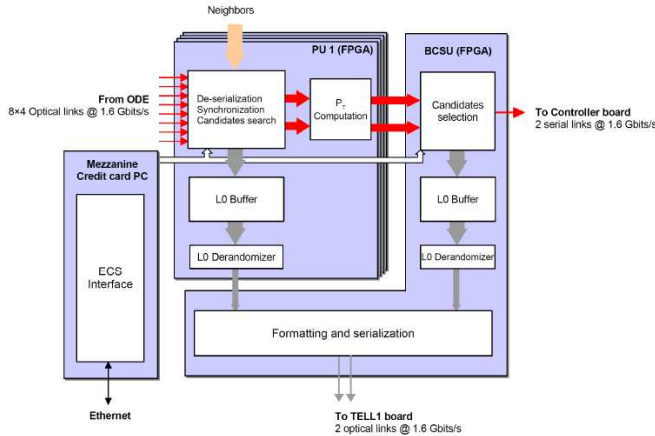 Neighbors
PU 1 (FPGA)
BCSU (FPGA)
From ODE
8×4 Optical links @ 1.6 Gbits/s
De-serialization
Synchronization
Candidates search
PT
Computation
Candidates
selection
To Controller board
2 serial links @ 1.6 Gbits/s
Mezzanine
Credit card PC
L0 Buffer
L0 Buffer
L0 Derandomizer
L0 Derandomizer
ECS
Interface
Formatting and serialization
Ethernet
To TELL1 board
2 optical links @ 1.6 Gbits/s